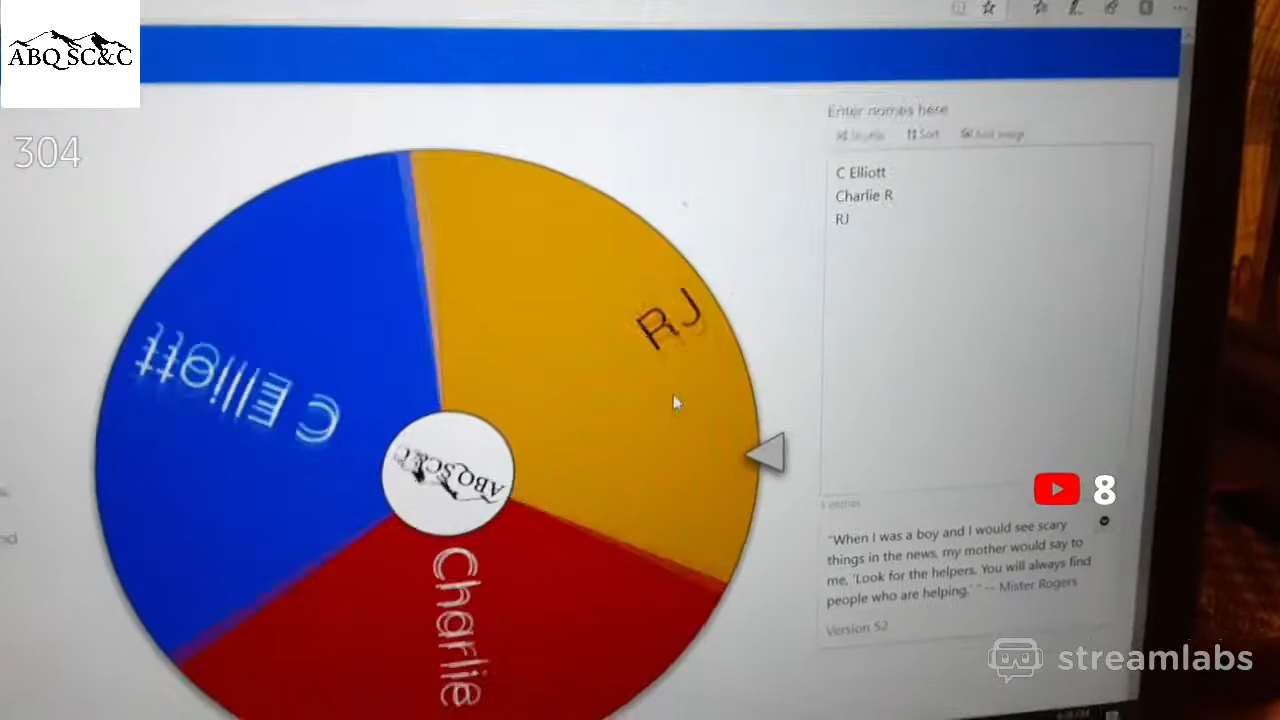 ABQ SC&C
304
Enter names here
Sort
C Elliott
Charlie R
RJ
RJ
C Elliott
ABQ SC&C
Charlie
8
"When I was a boy and I would see scary
things in the news, my mother would say to
me, 'Look for the helpers. You will always find
people who are helping.' " -- Mister Rogers
Version 52
streamlabs